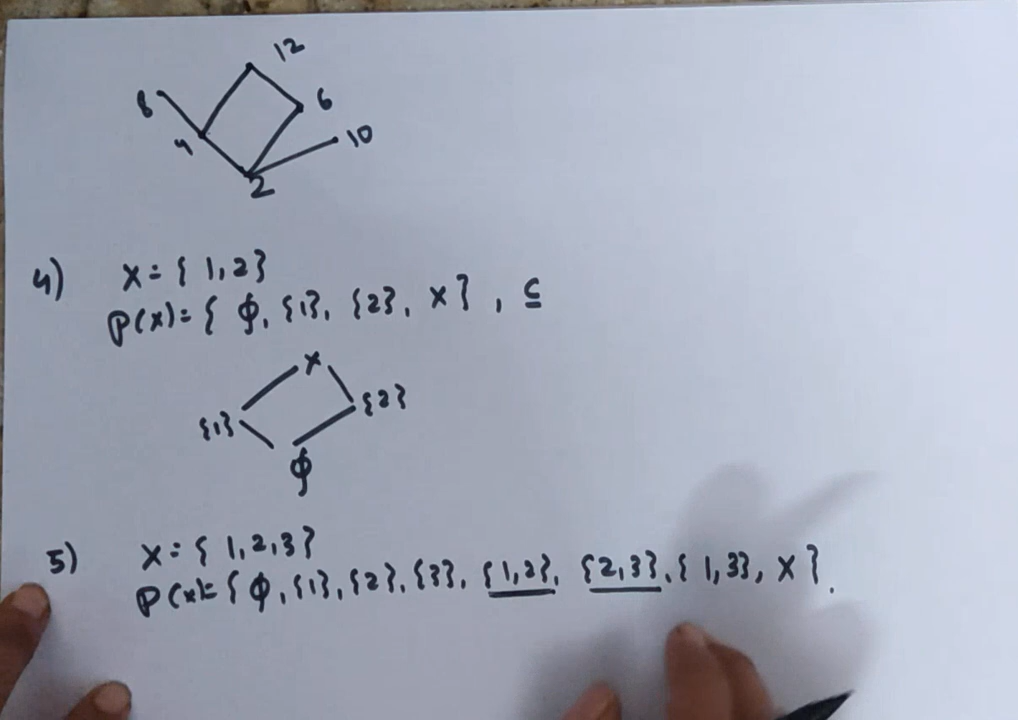 12
8
6
4
10
2
4) X = { 1, 2 }
P(X) = { ϕ, {1}, {2}, X } , ⊆
X
{1} {2}
ϕ
5) X = { 1, 2, 3 }
P(X) = { ϕ, {1}, {2}, {3}, {1,2}, {2,3}, {1,3}, X } .